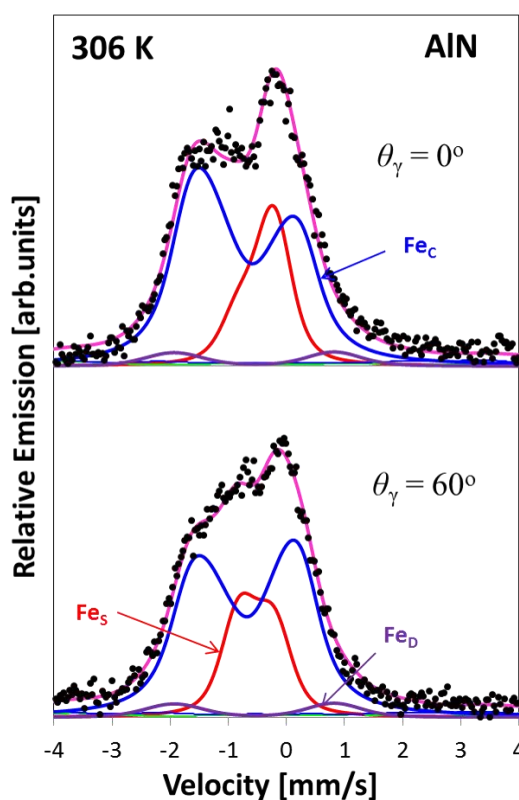 306 K
AlN
θγ = 0°
FeC
θγ = 60°
FeS
FeD
Relative Emission [arb.units]
-4 -3 -2 -1 0 1 2 3 4
Velocity [mm/s]